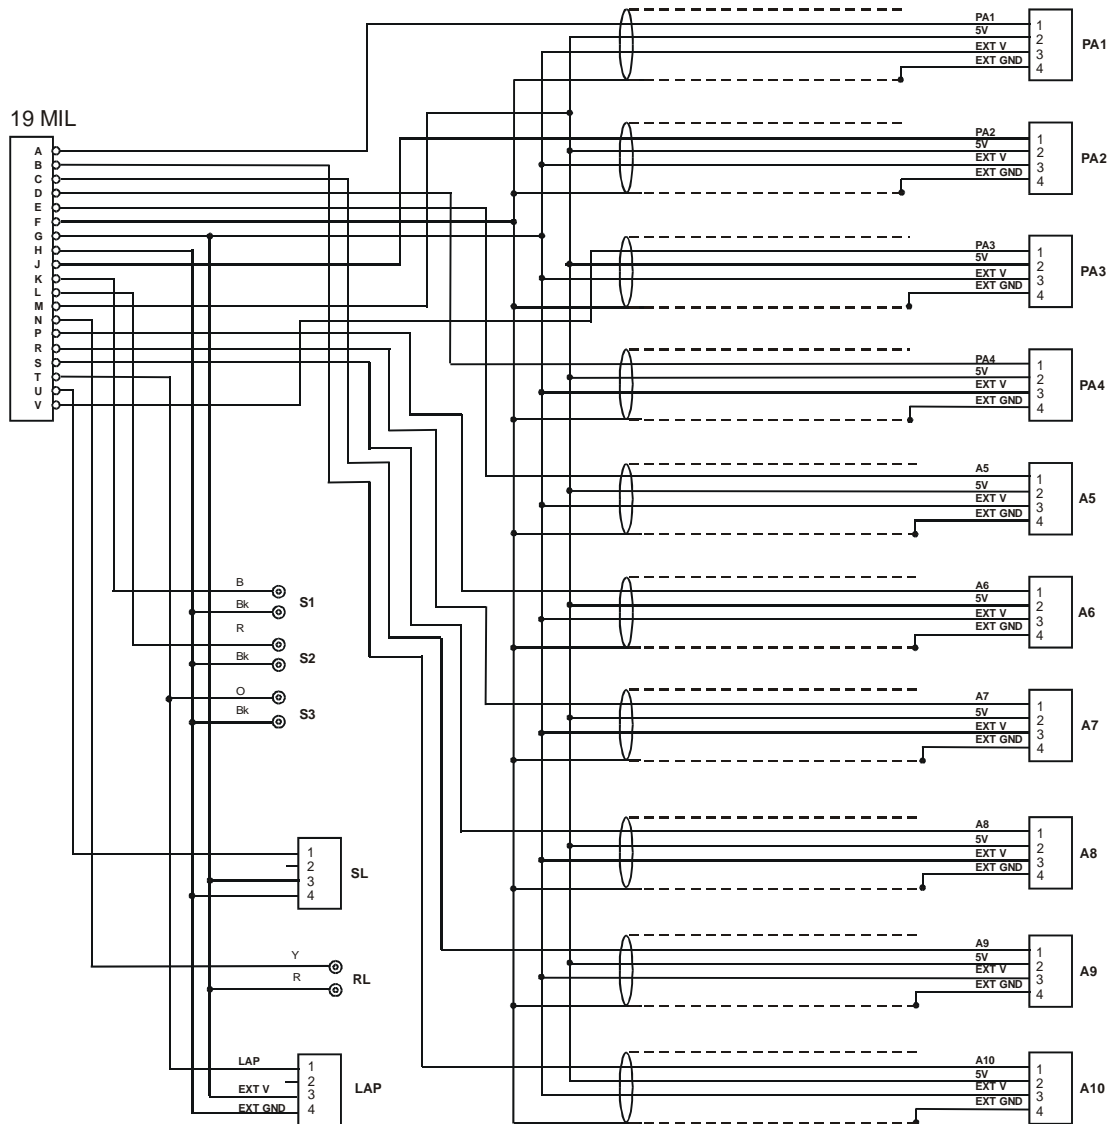 19 MIL
A
B
C
D
E
F
G
H
J
K
L
M
N
P
R
S
T
U
V
PA1
5V
EXT V
EXT GND
1
2
3
4
PA1
PA2
5V
EXT V
EXT GND
1
2
3
4
PA2
PA3
5V
EXT V
EXT GND
1
2
3
4
PA3
PA4
5V
EXT V
EXT GND
1
2
3
4
PA4
A5
5V
EXT V
EXT GND
1
2
3
4
A5
A6
5V
EXT V
EXT GND
1
2
3
4
A6
A7
5V
EXT V
EXT GND
1
2
3
4
A7
A8
5V
EXT V
EXT GND
1
2
3
4
A8
A9
5V
EXT V
EXT GND
1
2
3
4
A9
A10
5V
EXT V
EXT GND
1
2
3
4
A10
B
Bk
S1
R
Bk
S2
O
Bk
S3
1
2
3
4
SL
Y
R
RL
LAP
EXT V
EXT GND
1
2
3
4
LAP